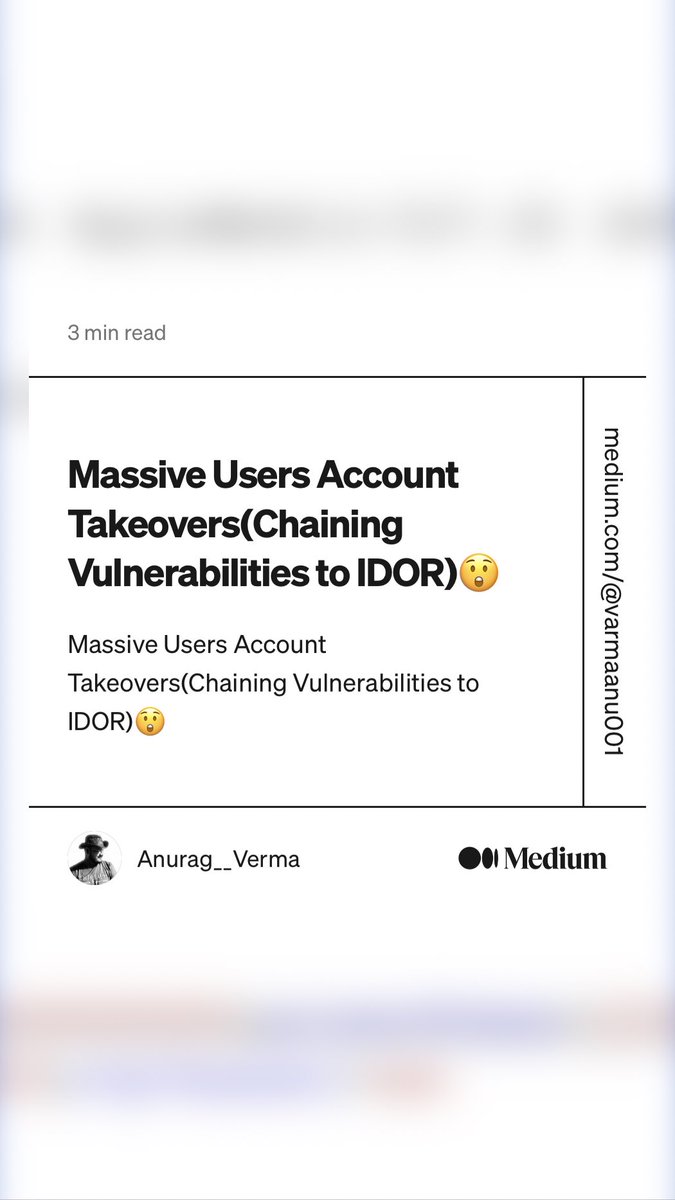 3 min read
Massive Users Account
Takeovers(Chaining
Vulnerabilities to IDOR)😲
Massive Users Account
Takeovers(Chaining Vulnerabilities to
IDOR)😲
medium.com/@varmaanu001
Anurag__Verma
Medium